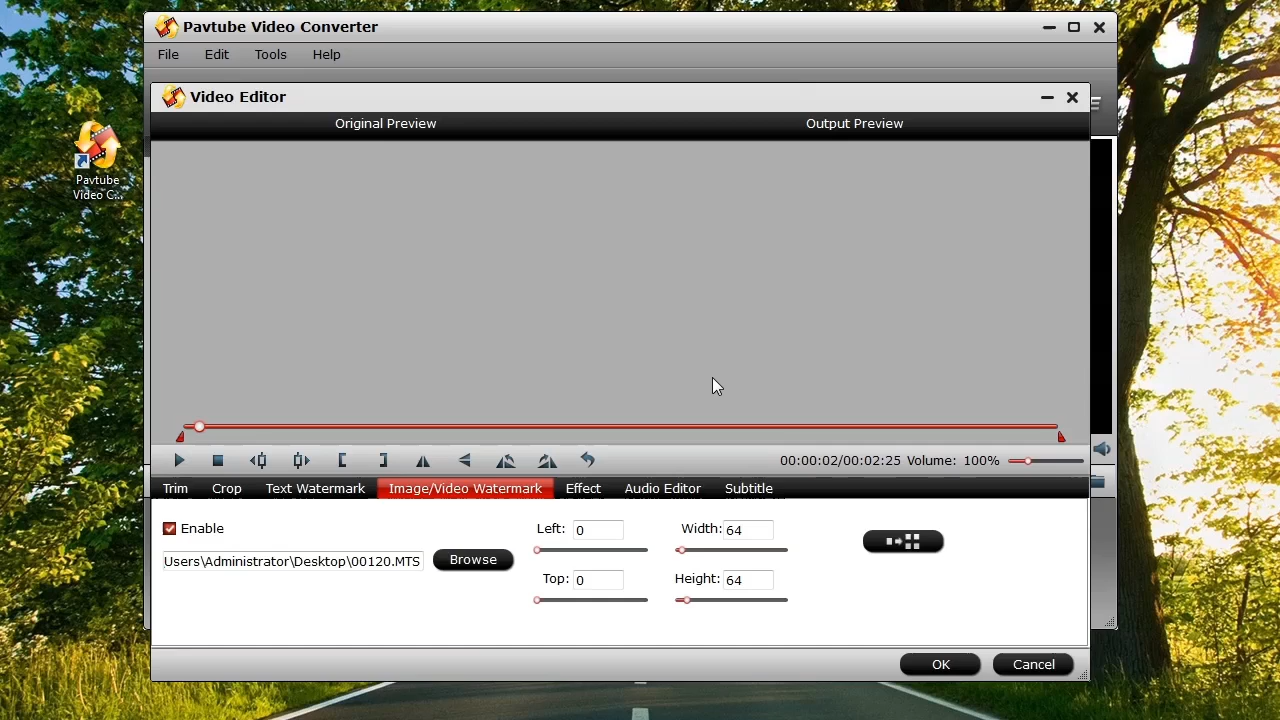 Pavtube Video Converter
File Edit Tools Help
Video Editor
Original Preview Output Preview
Pavtube
Video C...
00:00:02/00:02:25 Volume: 100%
Trim Crop Text Watermark Image/Video Watermark Effect Audio Editor Subtitle
Enable
Left: 0 Width: 64
Users\Administrator\Desktop\00120.MTS Browse
Top: 0 Height: 64
OK Cancel